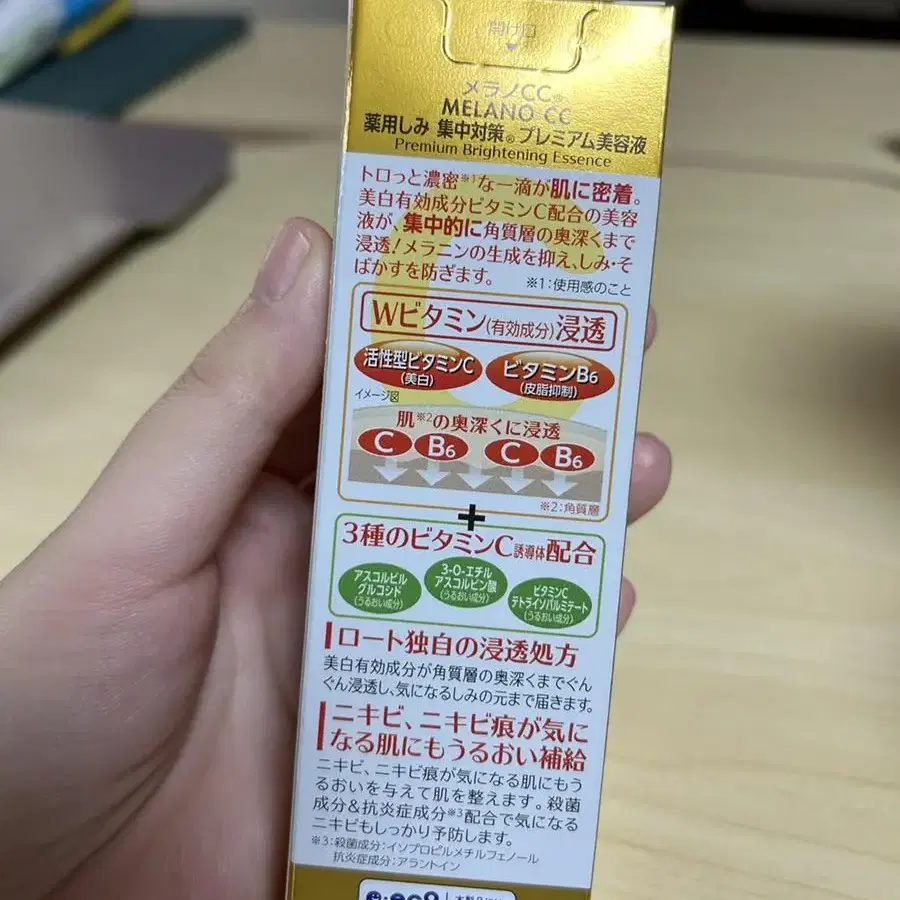 開け口
メラノCC®
MELANO CC
薬用しみ 集中対策®プレミアム美容液
Premium Brightening Essence
トロっと濃密※1な一滴が肌に密着。
美白有効成分ビタミンC配合の美容
液が、集中的に角質層の奥深くまで
浸透!メラニンの生成を抑え、しみ・そ
ばかすを防ぎます。 ※1:使用感のこと
Wビタミン(有効成分)浸透
活性型ビタミンC
(美白)
ビタミンB6
(皮脂抑制)
イメージ図
肌※2の奥深くに浸透
C B6 C B6
※2:角質層
+
3種のビタミンC誘導体配合
アスコルビル
グルコシド
(うるおい成分)
3-O-エチル
アスコルビン酸
(うるおい成分)
ビタミンC
テトライソパルミテート
(うるおい成分)
ロート独自の浸透処方
美白有効成分が角質層の奥深くまでぐん
ぐん浸透し、気になるしみの元まで届きます。
ニキビ、ニキビ痕が気に
なる肌にもうるおい補給
ニキビ、ニキビ痕が気になる肌にもう
るおいを与えて肌を整えます。殺菌
成分&抗炎症成分※3配合で気になる
ニキビもしっかり予防します。
※3:殺菌成分:イソプロピルメチルフェノール
抗炎症成分:アラントイン